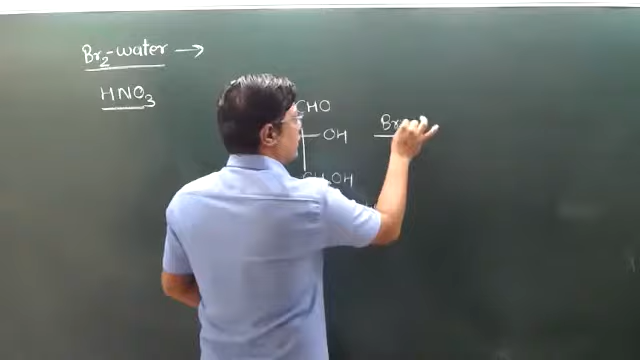 Br2-water →
HNO3
CHO
OH Br
CH2OH